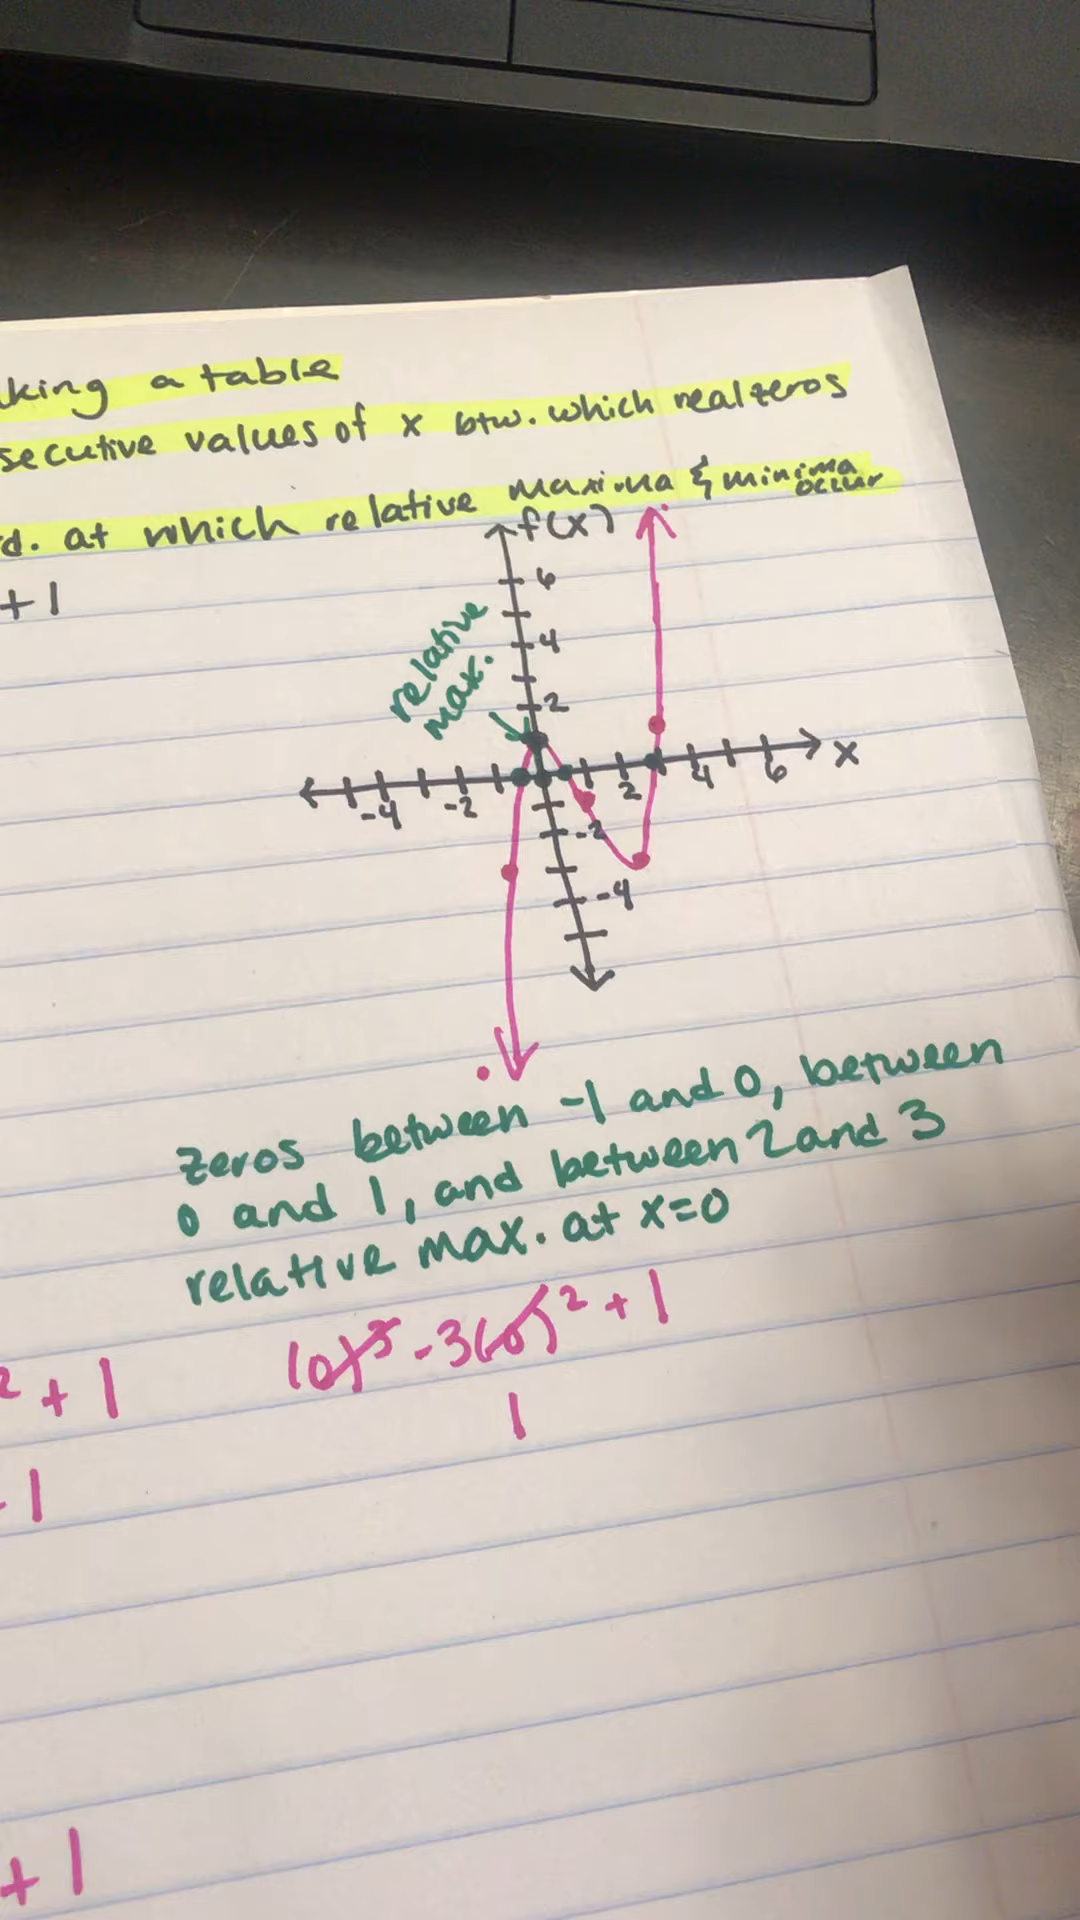 king a table
secutive values of x btw. which real zeros
d. at which relative maxima & minima occur
+ 1
f(x)
6
4
2
relative max.
-4 -2 2 4 6 x
-2
-4
zeros between -1 and 0, between
0 and 1, and between 2 and 3
relative max. at x=0
2 + 1 (0)³ - 3(0)² + 1
1
- 1
+ 1